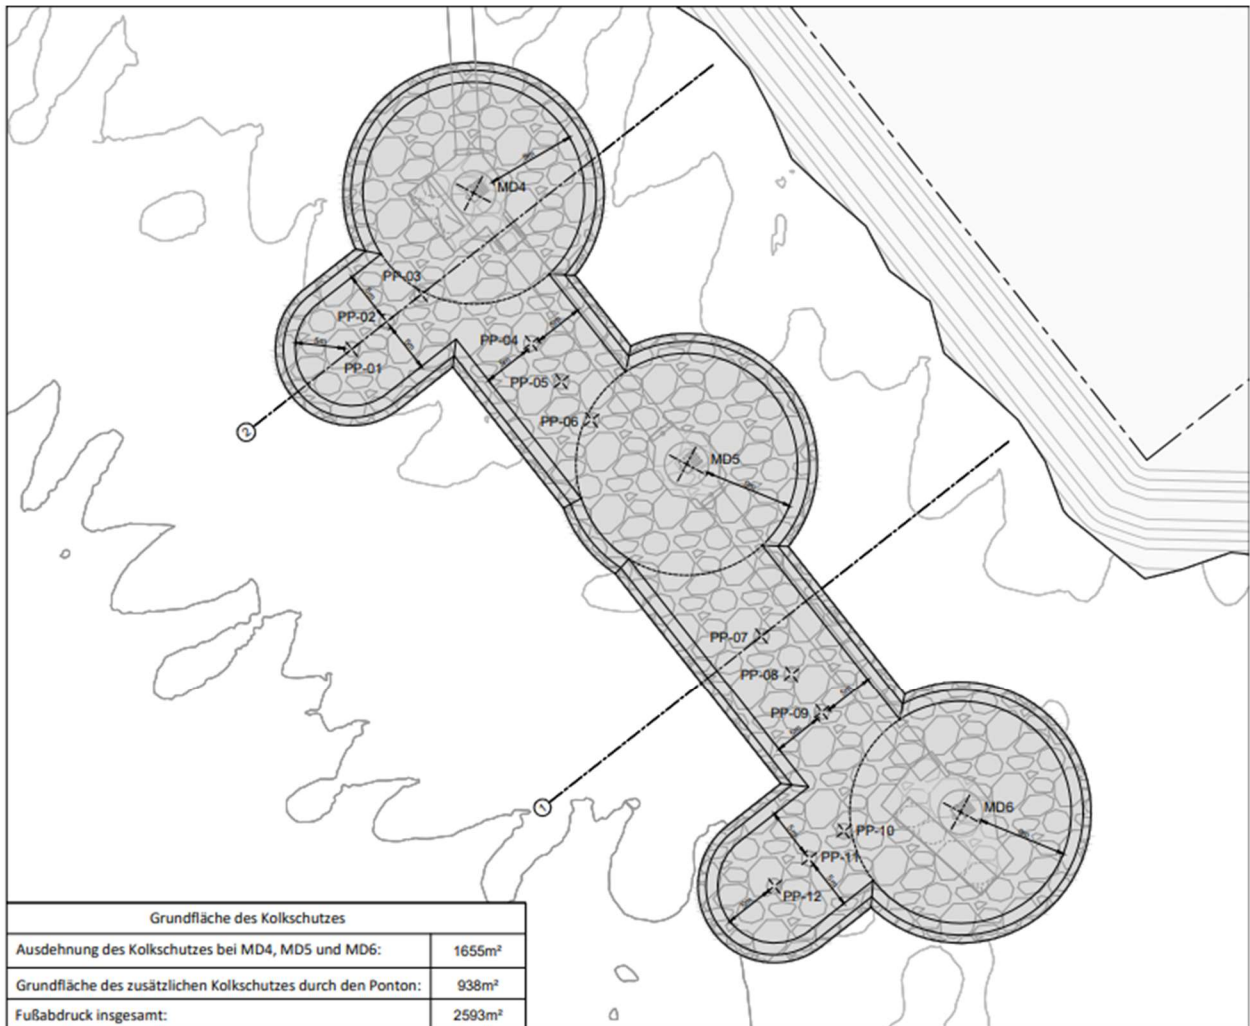 MD4
PP-03
PP-02
PP-04
5m
PP-01
PP-05
2
PP-06
MD5
PP-07
PP-08
PP-09
1
MD6
PP-10
PP-11
PP-12
Grundfläche des Kolkschutzes
Ausdehnung des Kolkschutzes bei MD4, MD5 und MD6: 1655m²
Grundfläche des zusätzlichen Kolkschutzes durch den Ponton: 938m²
Fußabdruck insgesamt: 2593m²